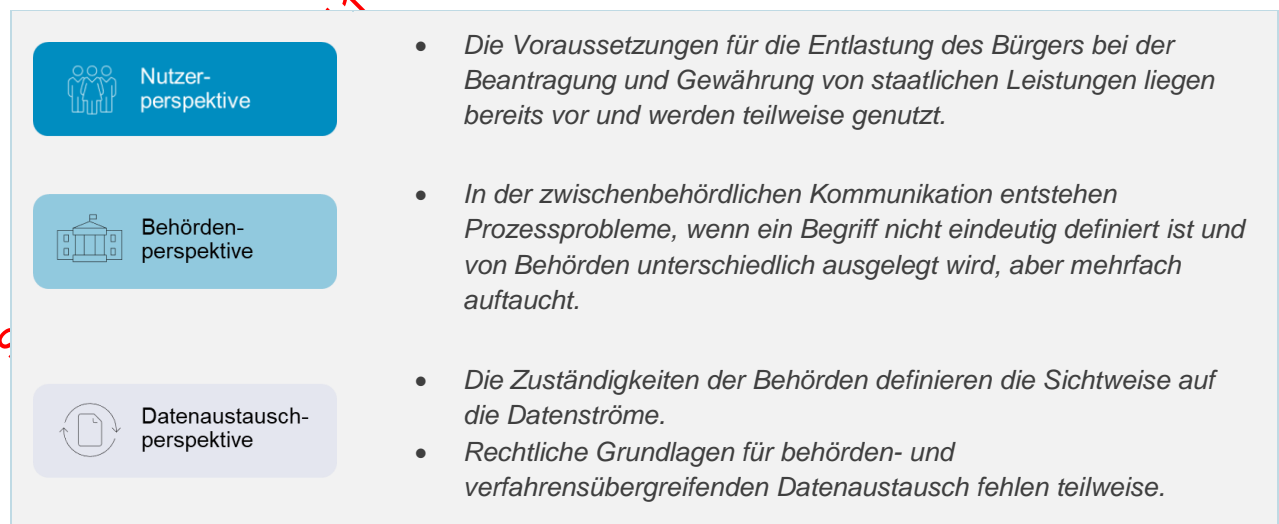 Nutzer-
perspektive
• Die Voraussetzungen für die Entlastung des Bürgers bei der
Beantragung und Gewährung von staatlichen Leistungen liegen
bereits vor und werden teilweise genutzt.
Behörden-
perspektive
• In der zwischenbehördlichen Kommunikation entstehen
Prozessprobleme, wenn ein Begriff nicht eindeutig definiert ist und
von Behörden unterschiedlich ausgelegt wird, aber mehrfach
auftaucht.
Datenaustausch-
perspektive
• Die Zuständigkeiten der Behörden definieren die Sichtweise auf
die Datenströme.
• Rechtliche Grundlagen für behörden- und
verfahrensübergreifenden Datenaustausch fehlen teilweise.